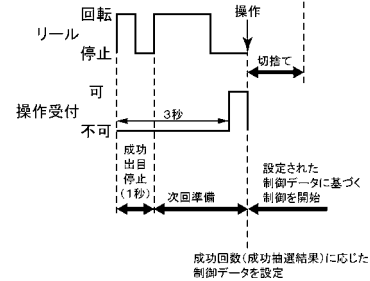 回転
リール
停止
操作
切捨て
可
操作受付
不可
3秒
成功
出目
停止
(1秒)
次回準備
設定された
制御データに基づく
制御を開始
成功回数(成功抽選結果)に応じた
制御データを設定